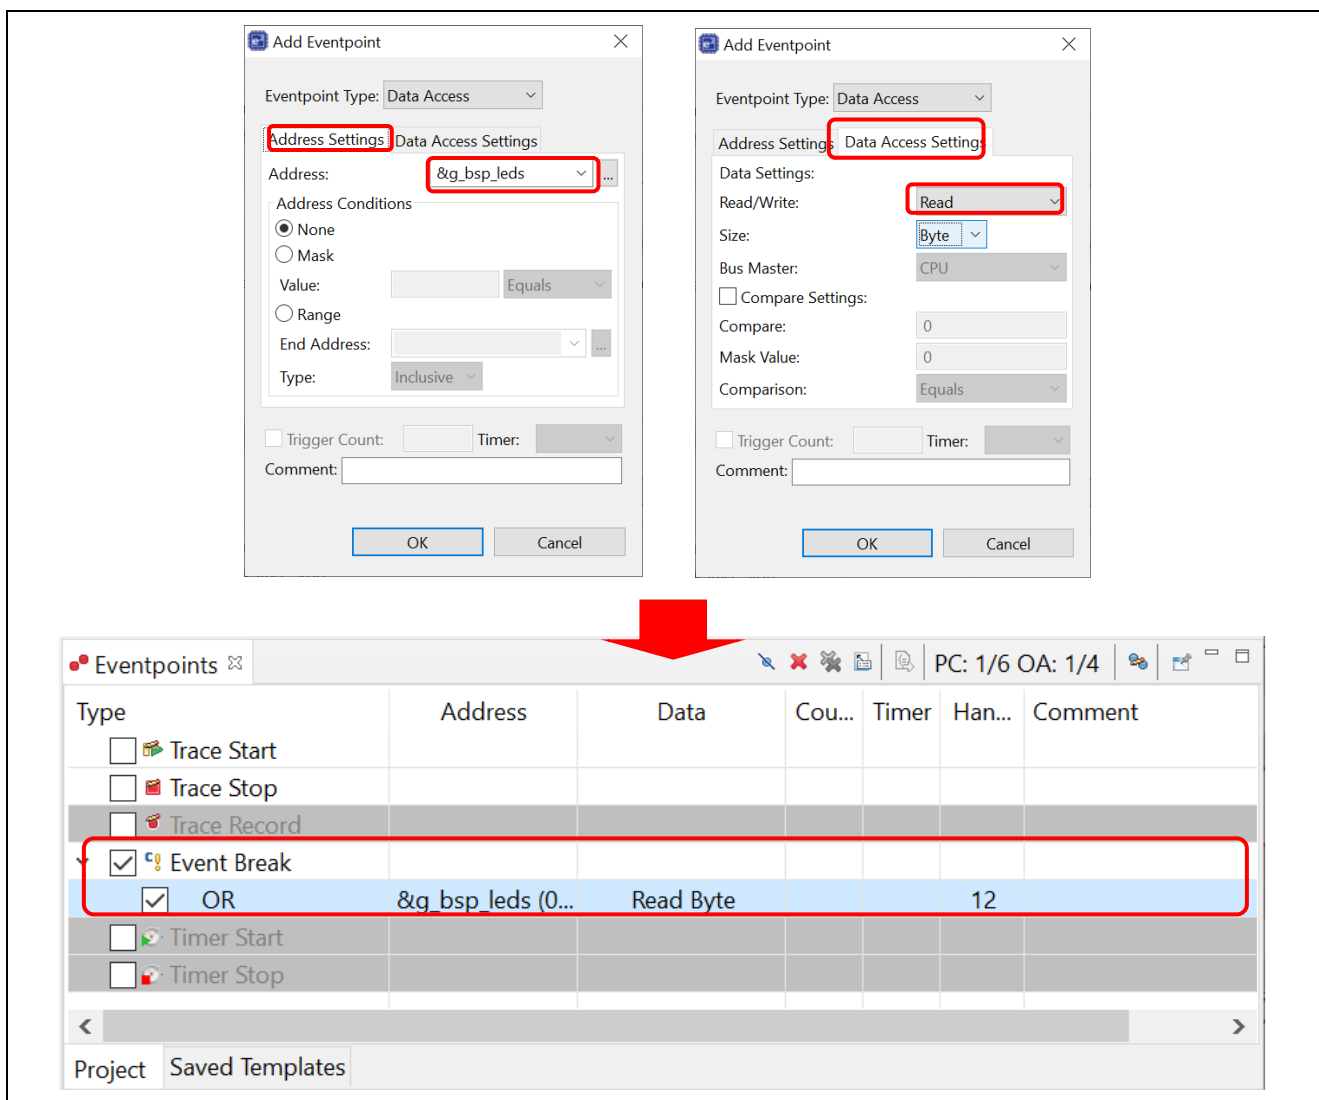 Add Eventpoint
Eventpoint Type: Data Access
Address Settings Data Access Settings
Address: &g_bsp_leds ...
Address Conditions
None
Mask
Value: Equals
Range
End Address: ...
Type: Inclusive
Trigger Count: Timer:
Comment:
OK Cancel
Add Eventpoint
Eventpoint Type: Data Access
Address Settings Data Access Settings
Data Settings:
Read/Write: Read
Size: Byte
Bus Master: CPU
Compare Settings:
Compare: 0
Mask Value: 0
Comparison: Equals
Trigger Count: Timer:
Comment:
OK Cancel
Eventpoints PC: 1/6 OA: 1/4
Type Address Data Cou... Timer Han... Comment
Trace Start
Trace Stop
Trace Record
Event Break
OR &g_bsp_leds (0... Read Byte 12
Timer Start
Timer Stop
Project Saved Templates